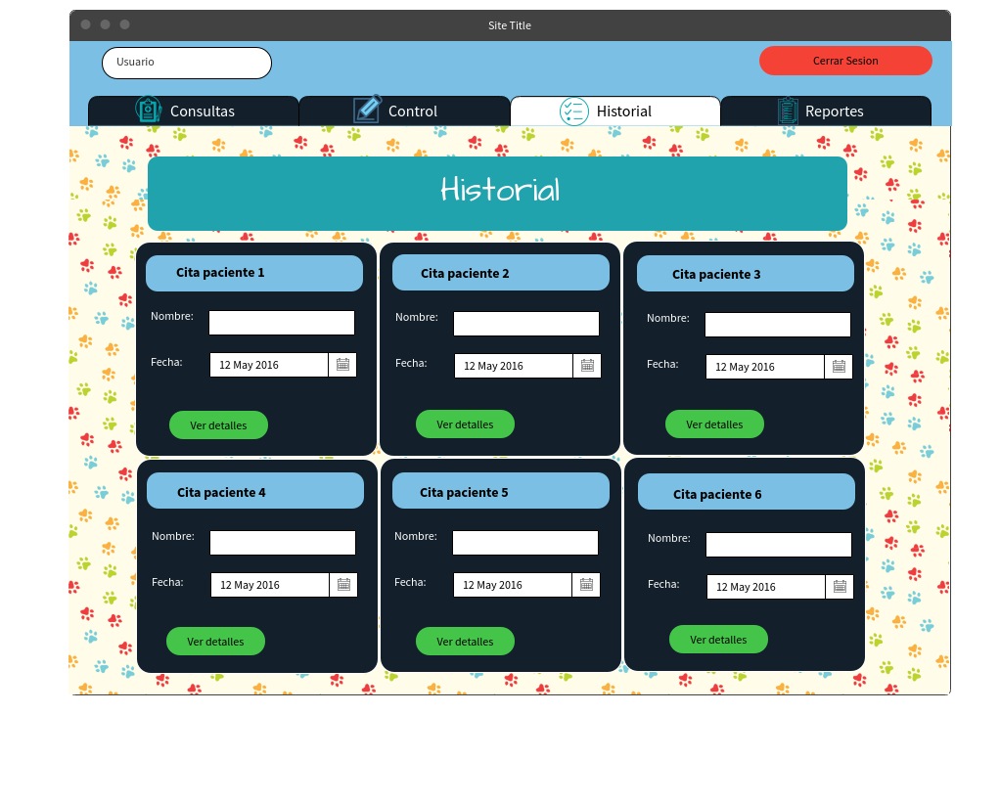 Site Title
Usuario
Cerrar Sesion
Consultas
Control
Historial
Reportes
Historial
Cita paciente 1
Nombre:
Fecha:
12 May 2016
Ver detalles
Cita paciente 2
Nombre:
Fecha:
12 May 2016
Ver detalles
Cita paciente 3
Nombre:
Fecha:
12 May 2016
Ver detalles
Cita paciente 4
Nombre:
Fecha:
12 May 2016
Ver detalles
Cita paciente 5
Nombre:
Fecha:
12 May 2016
Ver detalles
Cita paciente 6
Nombre:
Fecha:
12 May 2016
Ver detalles